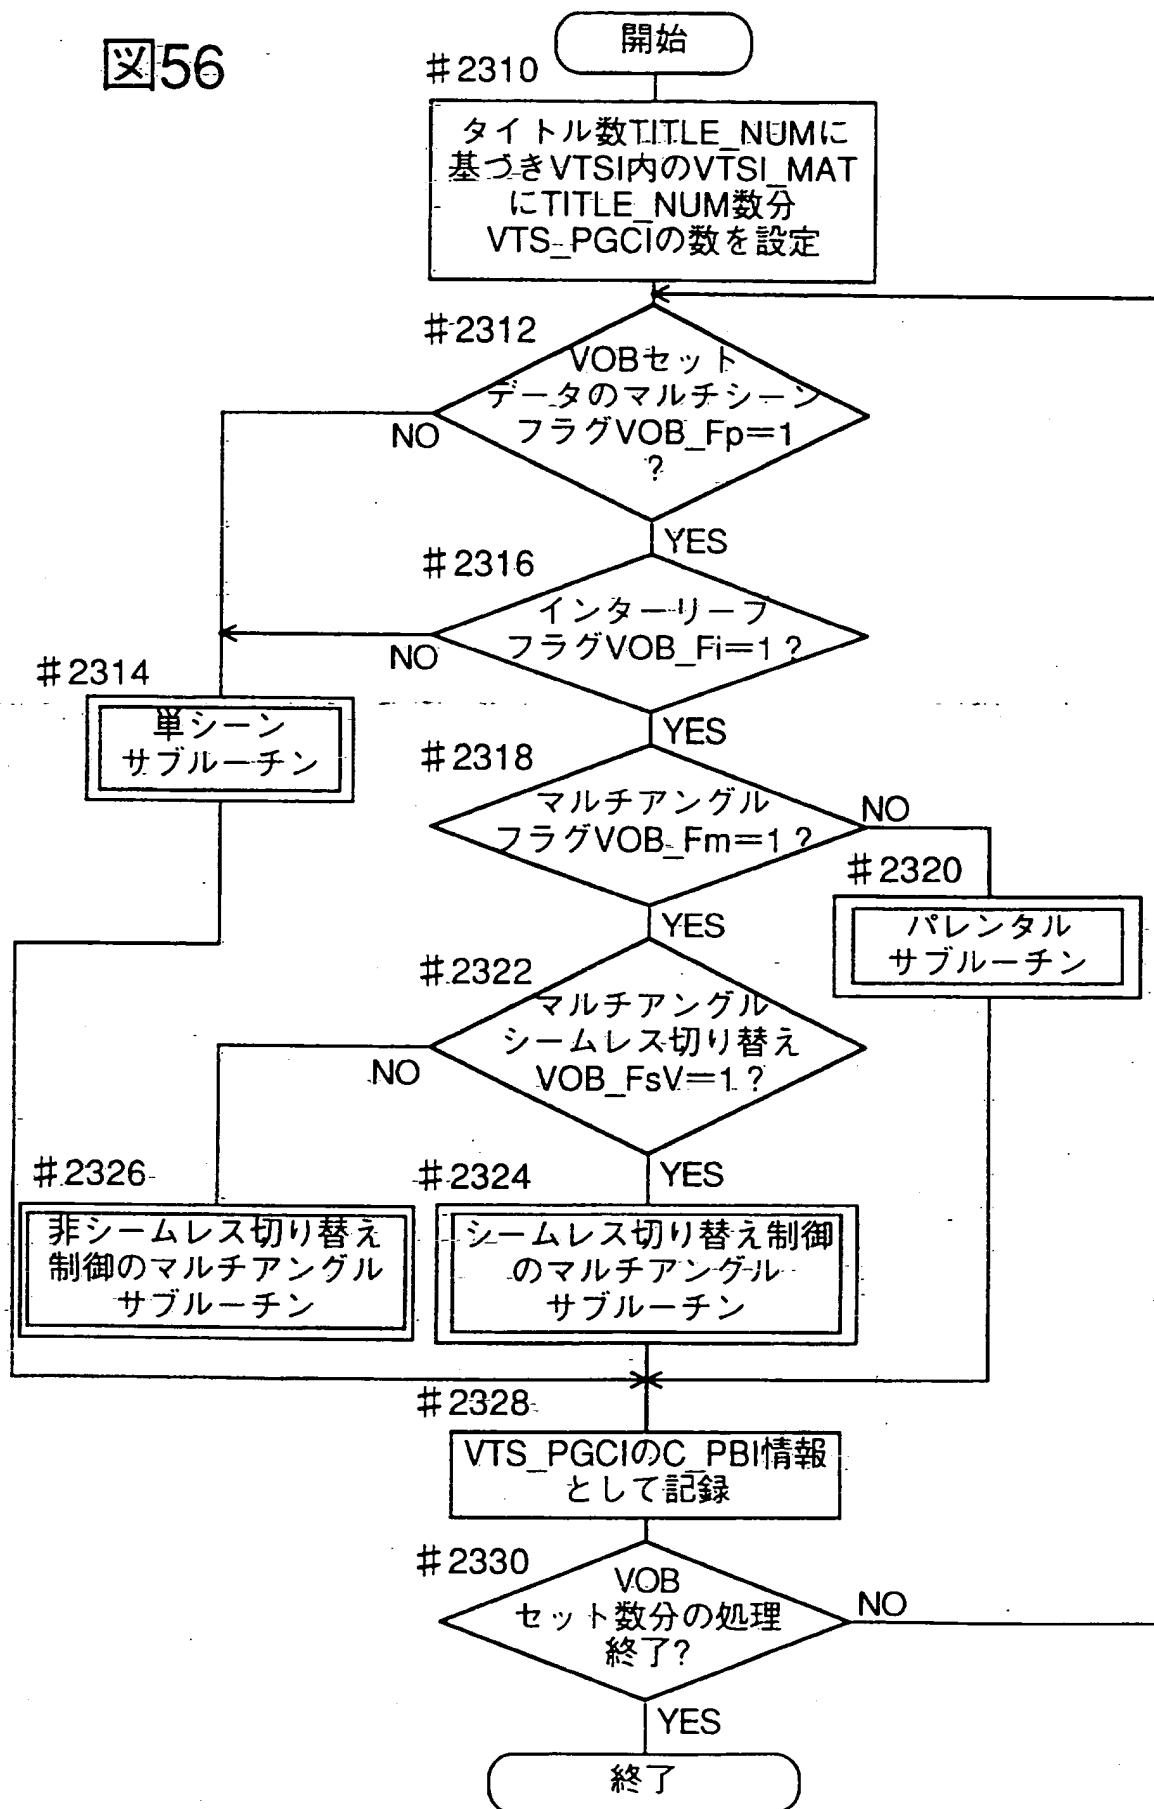 図56
開始
#2310
タイトル数TITLE_NUMに
基づきVTSI内のVTSI_MAT
にTITLE_NUM数分
VTS_PGCIの数を設定
#2312
VOBセット
データのマルチシーン
フラグVOB_Fp=1
?
NO
YES
#2316
インターリーフ
フラグVOB_Fi=1?
NO
YES
#2314
単シーン
サブルーチン
#2318
マルチアングル
フラグVOB_Fm=1?
NO
YES
#2320
パレンタル
サブルーチン
#2322
マルチアングル
シームレス切り替え
VOB_FsV=1?
NO
YES
#2326
非シームレス切り替え
制御のマルチアングル
サブルーチン
#2324
シームレス切り替え制御
のマルチアングル
サブルーチン
#2328
VTS_PGCIのC_PBI情報
として記録
#2330
VOB
セット数分の処理
終了?
NO
YES
終了